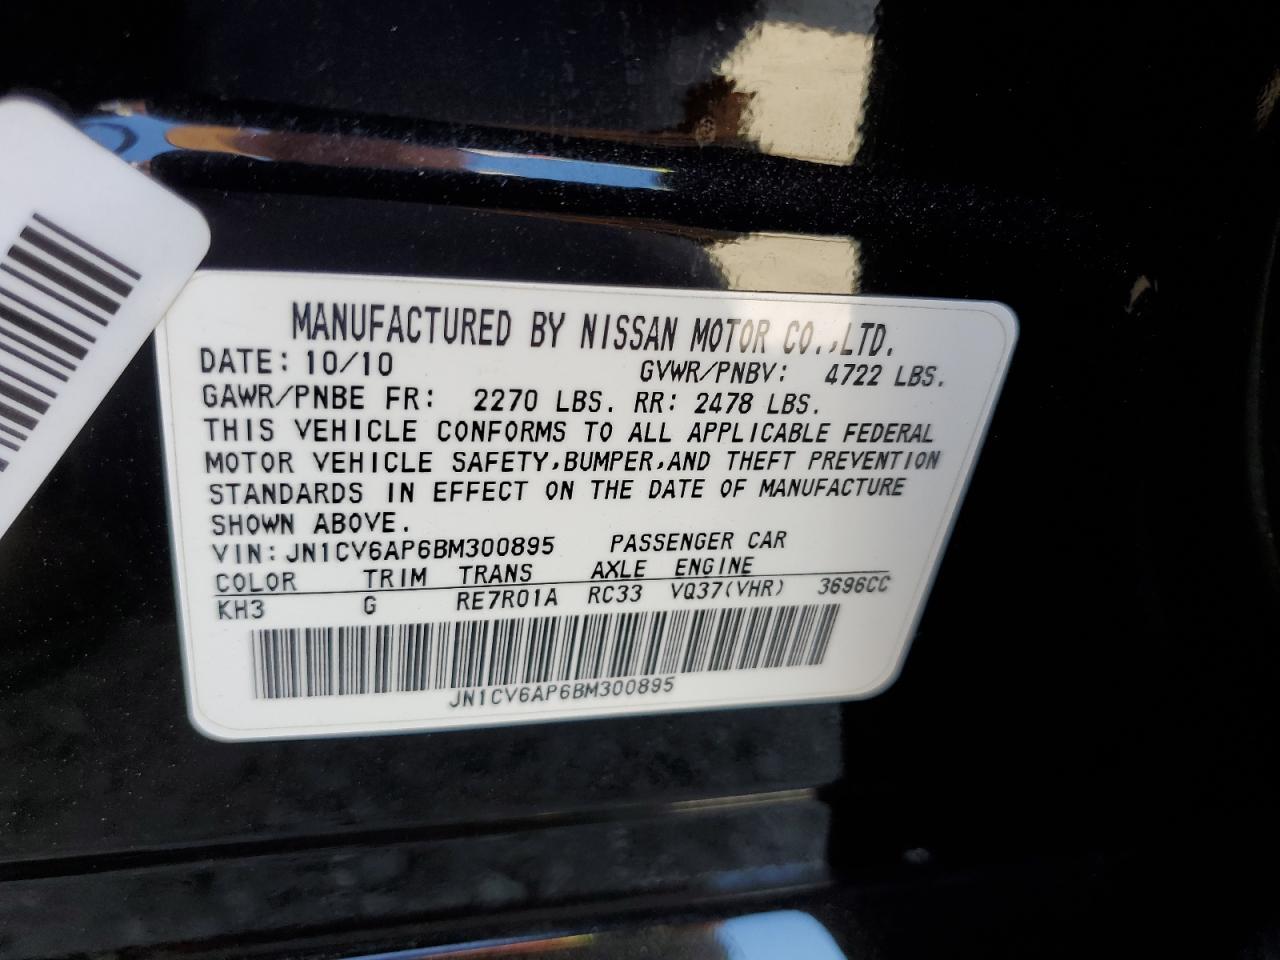 MANUFACTURED BY NISSAN MOTOR CO.,LTD.
DATE: 10/10 GVWR/PNBV: 4722 LBS.
GAWR/PNBE FR: 2270 LBS. RR: 2478 LBS.
THIS VEHICLE CONFORMS TO ALL APPLICABLE FEDERAL
MOTOR VEHICLE SAFETY,BUMPER,AND THEFT PREVENTION
STANDARDS IN EFFECT ON THE DATE OF MANUFACTURE
SHOWN ABOVE.
VIN: JN1CV6AP6BM300895 PASSENGER CAR
COLOR TRIM TRANS AXLE ENGINE
KH3 G RE7R01A RC33 VQ37(VHR) 3696CC
JN1CV6AP6BM300895